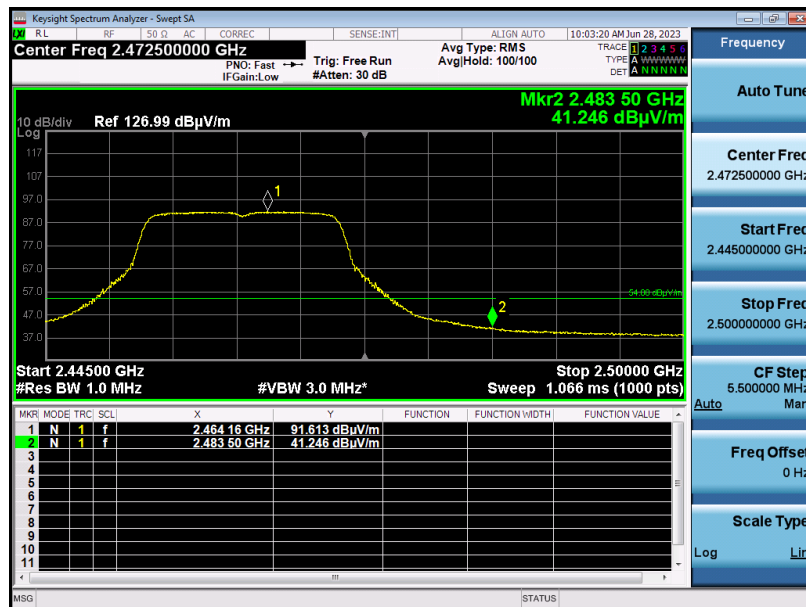 Keysight Spectrum Analyzer - Swept SA
LXI RL RF 50 Ω AC CORREC SENSE:INT ALIGN AUTO 10:03:20 AM Jun 28, 2023
Center Freq 2.472500000 GHz
PNO: Fast
IFGain:Low
Trig: Free Run
#Atten: 30 dB
Avg Type: RMS
Avg|Hold: 100/100
TRACE 1 2 3 4 5 6
TYPE A WWWWW
DET A N N N N N
Mkr2 2.483 50 GHz
41.246 dBµV/m
10 dB/div Ref 126.99 dBµV/m
Log
117
107
97.0
87.0
77.0
67.0
57.0
47.0
37.0
1
2
54.00 dBµV/m
Start 2.44500 GHz Stop 2.50000 GHz
#Res BW 1.0 MHz #VBW 3.0 MHz* Sweep 1.066 ms (1000 pts)
MKR MODE TRC SCL X Y FUNCTION FUNCTION WIDTH FUNCTION VALUE
1 N 1 f 2.464 16 GHz 91.613 dBµV/m
2 N 1 f 2.483 50 GHz 41.246 dBµV/m
3
4
5
6
7
8
9
10
11
MSG STATUS
Frequency
Auto Tune
Center Freq
2.472500000 GHz
Start Freq
2.445000000 GHz
Stop Freq
2.500000000 GHz
CF Step
5.500000 MHz
Auto Man
Freq Offset
0 Hz
Scale Type
Log Lin